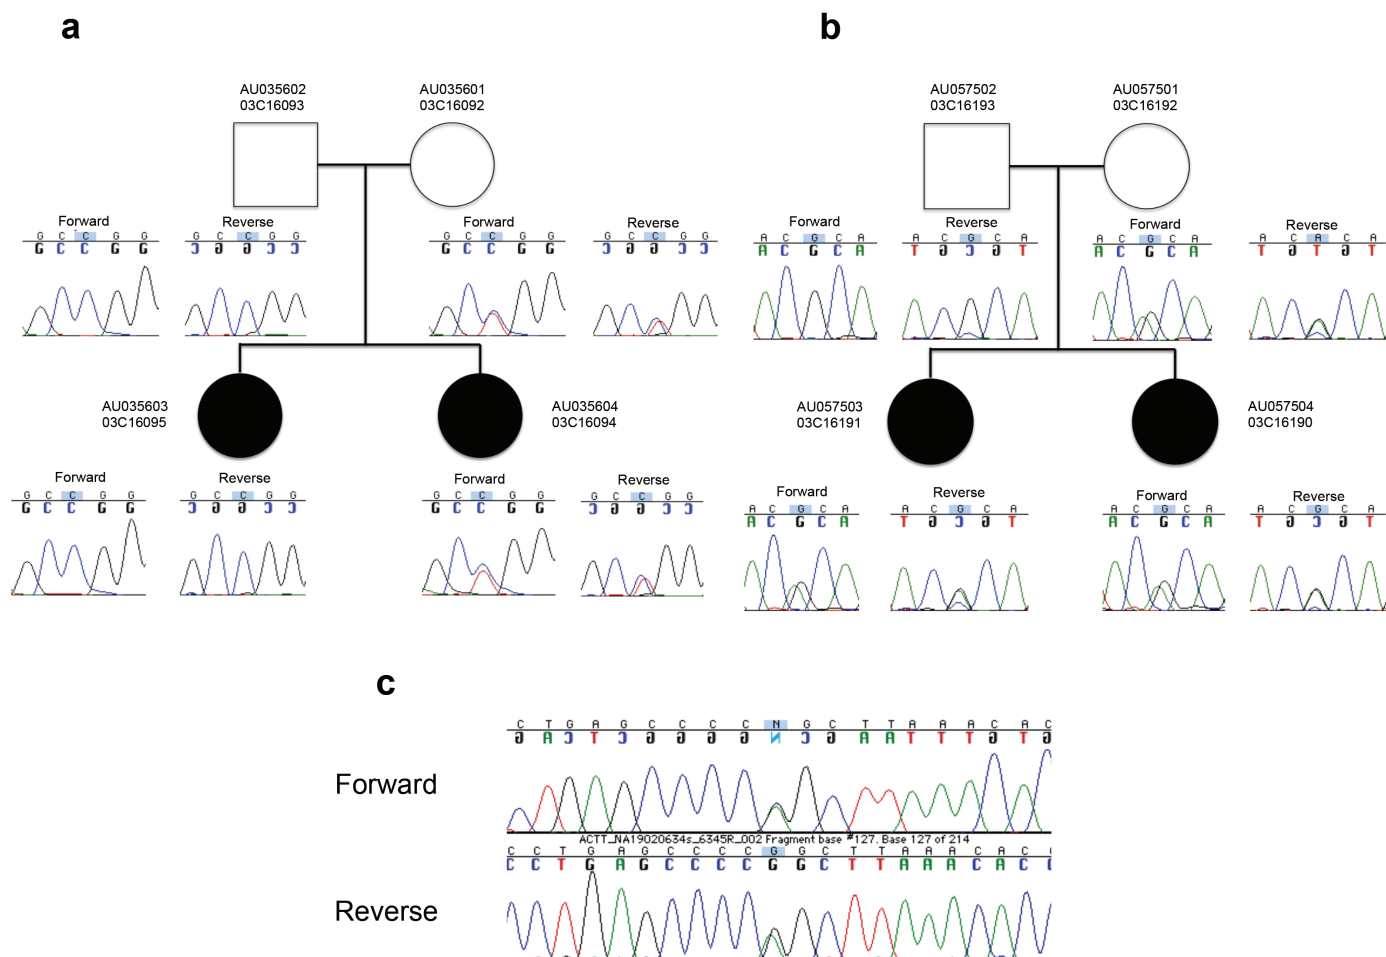 a
b
AU035602
03C16093
AU035601
03C16092
AU057502
03C16193
AU057501
03C16192
Forward
G C C G G
G C C G G
Reverse
G C C G G
C G G C C
Forward
G C C G G
G C C G G
Reverse
G C C G G
C G G C C
Forward
A C G C A
A C G C A
Reverse
A C G C A
T G C G T
Forward
A C G C A
A C G C A
Reverse
A C A C A
T G T G T
AU035603
03C16095
AU035604
03C16094
AU057503
03C16191
AU057504
03C16190
Forward
G C C G G
G C C G G
Reverse
G C C G G
C G G C C
Forward
G C C G G
G C C G G
Reverse
G C C G G
C G G C C
Forward
A C G C A
A C G C A
Reverse
A C G C A
T G C G T
Forward
A C G C A
A C G C A
Reverse
A C G C A
T G C G T
c
C T G A G C C C C N G C T T A A A C A C
G A C T C G G G G N C G A A T T T G T G
Forward
ACTT_NA19020634s_6345R_002 Fragment base #127. Base 127 of 214
C C T G A G C C C C G G C T T A A A C A C
C C T G A G C C C C G G C T T A A A C A C
Reverse